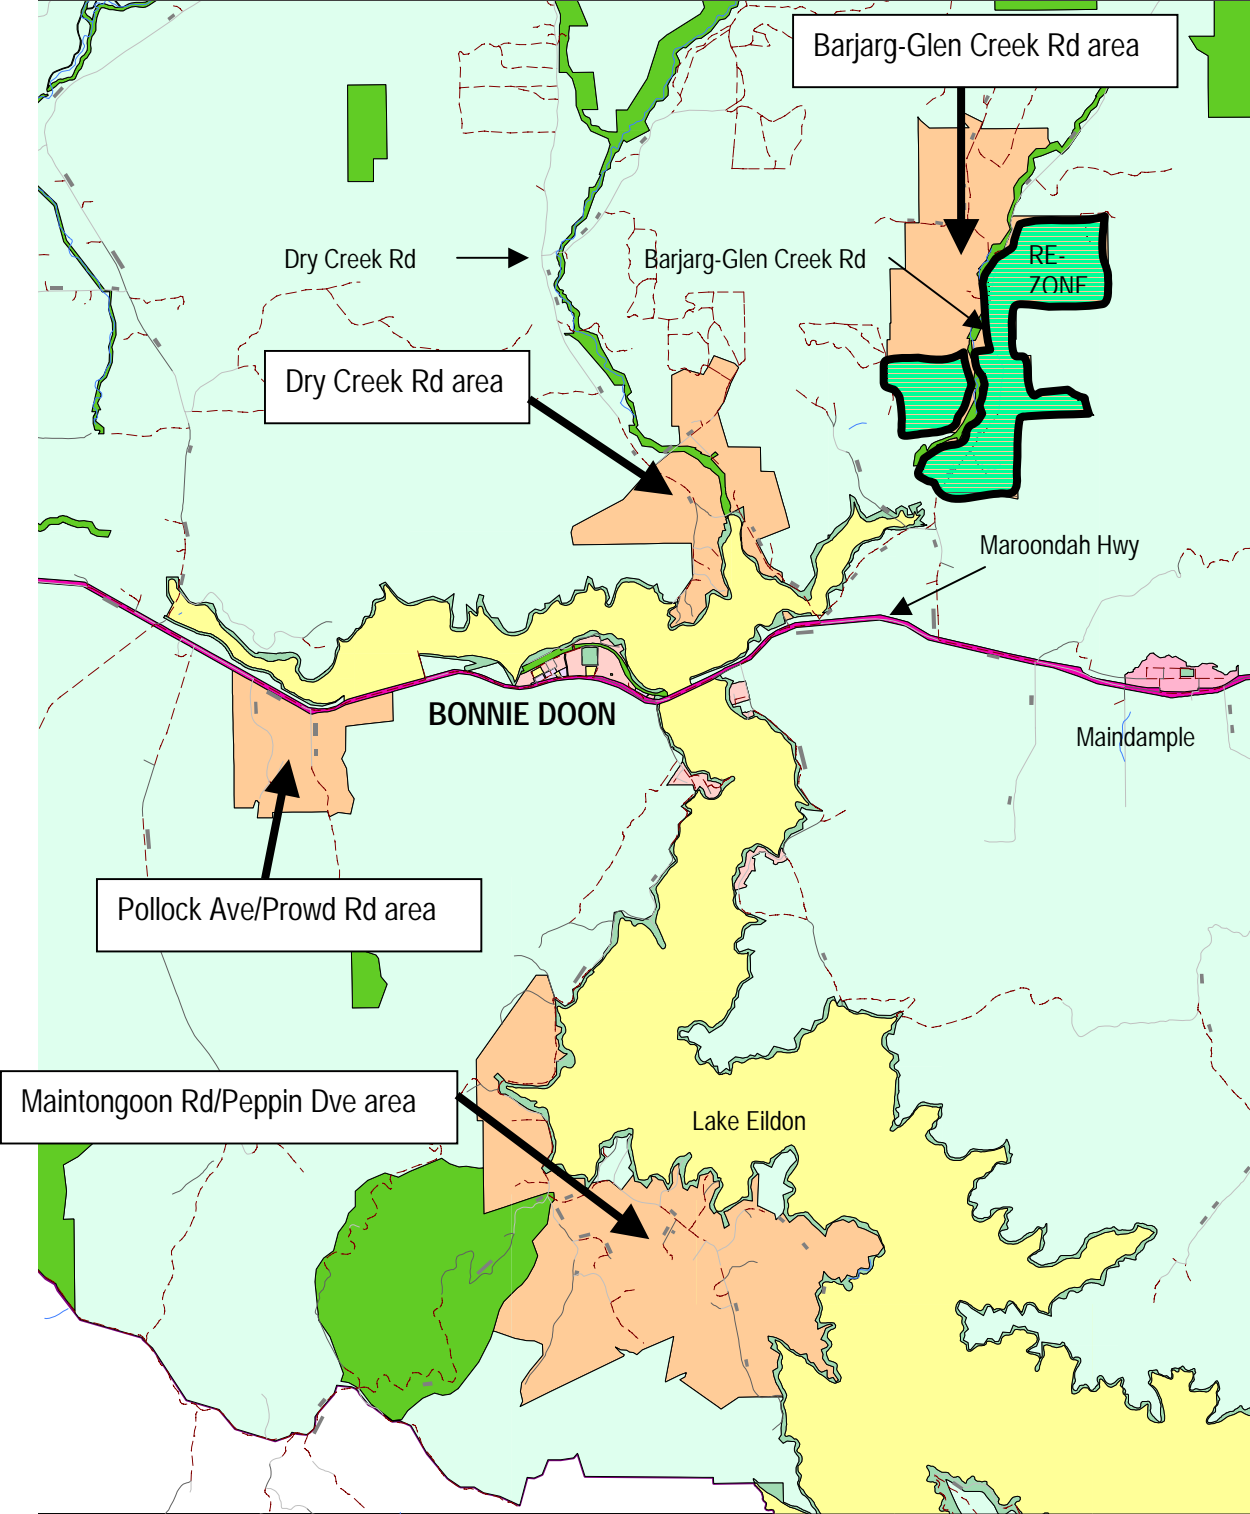 Barjarg-Glen Creek Rd area
Dry Creek Rd
Barjarg-Glen Creek Rd
RE-
ZONE
Dry Creek Rd area
Maroondah Hwy
BONNIE DOON
Maindample
Pollock Ave/Prowd Rd area
Maintongoon Rd/Peppin Dve area
Lake Eildon